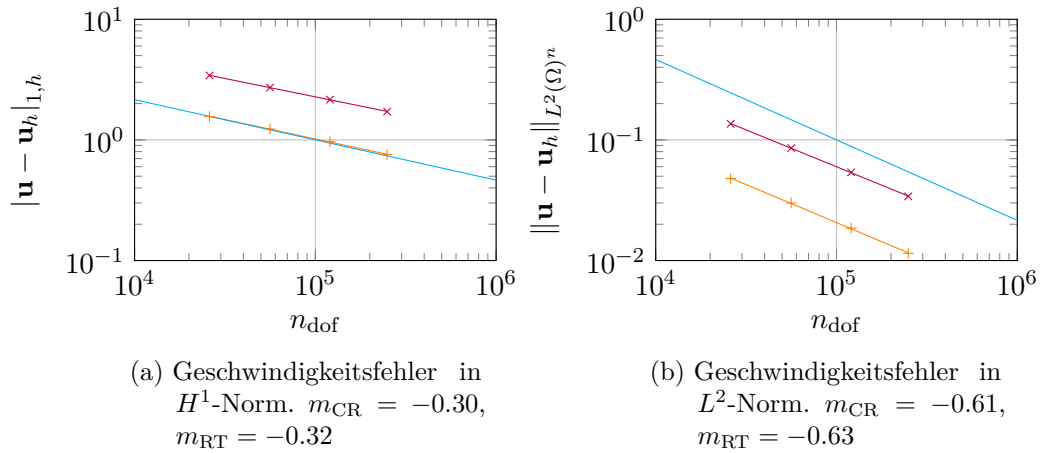 10^1
10^0
10^{-1}
10^4 10^5 10^6
n_dof
|u − u_h|_{1,h}
(a) Geschwindigkeitsfehler in
H^1-Norm. m_CR = −0.30,
m_RT = −0.32
10^0
10^{-1}
10^{-2}
10^4 10^5 10^6
n_dof
‖u − u_h‖_{L^2(Ω)^n}
(b) Geschwindigkeitsfehler in
L^2-Norm. m_CR = −0.61,
m_RT = −0.63